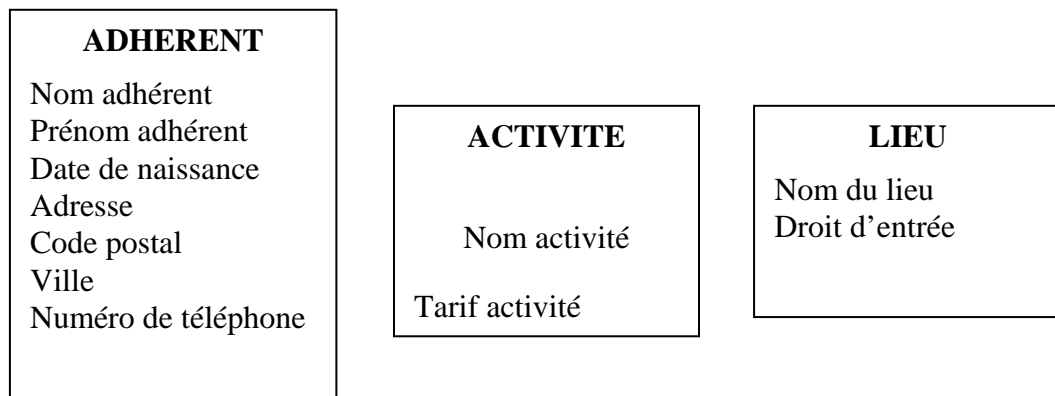 ADHERENT
Nom adhérent
Prénom adhérent
Date de naissance
Adresse
Code postal
Ville
Numéro de téléphone
ACTIVITE
Nom activité
Tarif activité
LIEU
Nom du lieu
Droit d’entrée